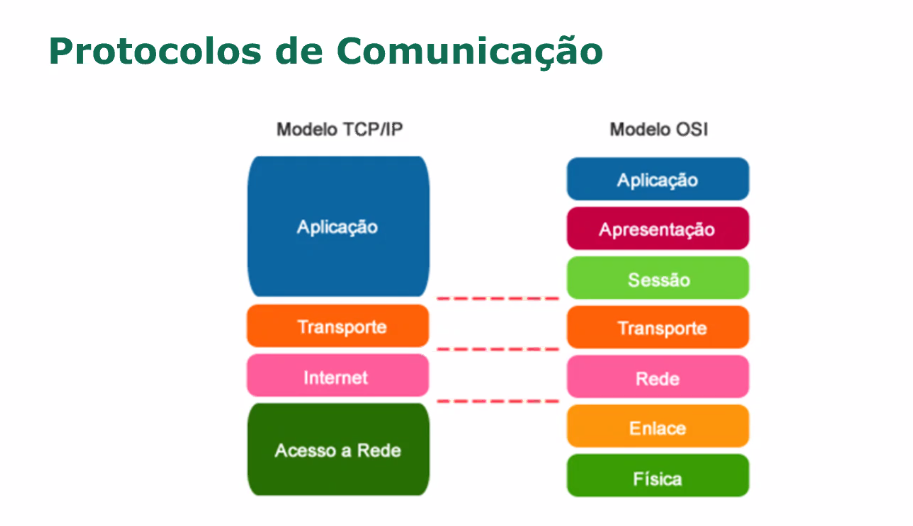 Protocolos de Comunicação
Modelo TCP/IP
Aplicação
Transporte
Internet
Acesso a Rede
Modelo OSI
Aplicação
Apresentação
Sessão
Transporte
Rede
Enlace
Física